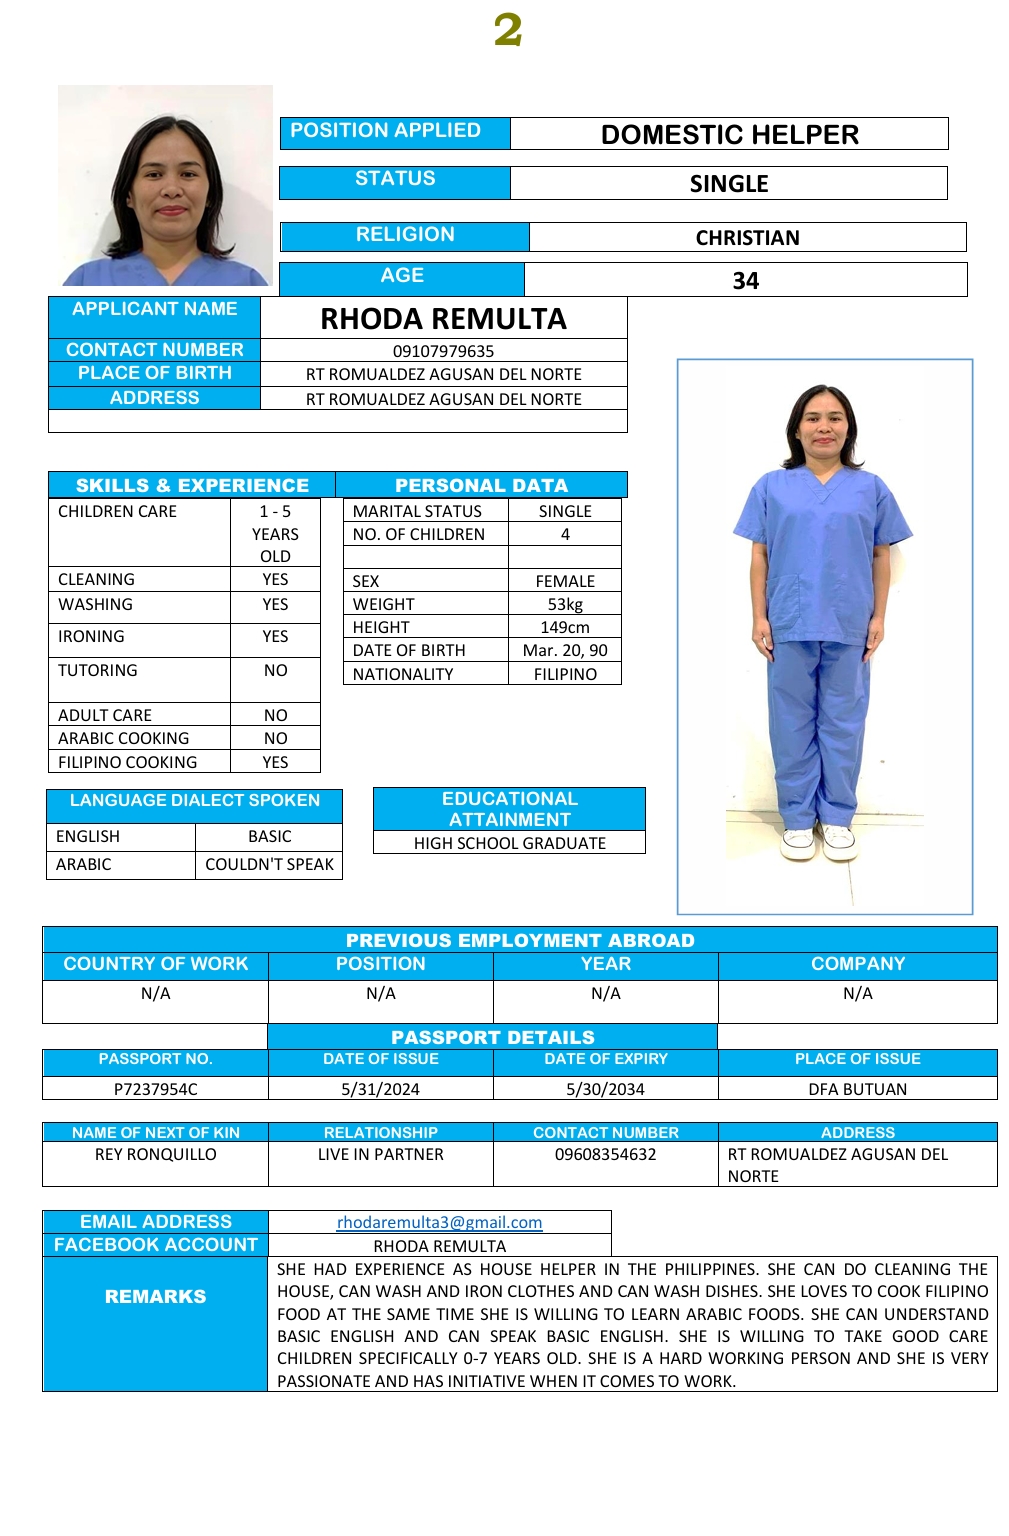 2
POSITION APPLIED DOMESTIC HELPER
STATUS SINGLE
RELIGION CHRISTIAN
AGE 34
APPLICANT NAME RHODA REMULTA
CONTACT NUMBER 09107979635
PLACE OF BIRTH RT ROMUALDEZ AGUSAN DEL NORTE
ADDRESS RT ROMUALDEZ AGUSAN DEL NORTE
SKILLS & EXPERIENCE
CHILDREN CARE 1 - 5
YEARS
OLD
CLEANING YES
WASHING YES
IRONING YES
TUTORING NO
ADULT CARE NO
ARABIC COOKING NO
FILIPINO COOKING YES
PERSONAL DATA
MARITAL STATUS SINGLE
NO. OF CHILDREN 4
SEX FEMALE
WEIGHT 53kg
HEIGHT 149cm
DATE OF BIRTH Mar. 20, 90
NATIONALITY FILIPINO
LANGUAGE DIALECT SPOKEN
ENGLISH BASIC
ARABIC COULDN'T SPEAK
EDUCATIONAL
ATTAINMENT
HIGH SCHOOL GRADUATE
PREVIOUS EMPLOYMENT ABROAD
COUNTRY OF WORK POSITION YEAR COMPANY
N/A N/A N/A N/A
PASSPORT DETAILS
PASSPORT NO. DATE OF ISSUE DATE OF EXPIRY PLACE OF ISSUE
P7237954C 5/31/2024 5/30/2034 DFA BUTUAN
NAME OF NEXT OF KIN RELATIONSHIP CONTACT NUMBER ADDRESS
REY RONQUILLO LIVE IN PARTNER 09608354632 RT ROMUALDEZ AGUSAN DEL
NORTE
EMAIL ADDRESS rhodaremulta3@gmail.com
FACEBOOK ACCOUNT RHODA REMULTA
REMARKS
SHE HAD EXPERIENCE AS HOUSE HELPER IN THE PHILIPPINES. SHE CAN DO CLEANING THE
HOUSE, CAN WASH AND IRON CLOTHES AND CAN WASH DISHES. SHE LOVES TO COOK FILIPINO
FOOD AT THE SAME TIME SHE IS WILLING TO LEARN ARABIC FOODS. SHE CAN UNDERSTAND
BASIC ENGLISH AND CAN SPEAK BASIC ENGLISH. SHE IS WILLING TO TAKE GOOD CARE
CHILDREN SPECIFICALLY 0-7 YEARS OLD. SHE IS A HARD WORKING PERSON AND SHE IS VERY
PASSIONATE AND HAS INITIATIVE WHEN IT COMES TO WORK.